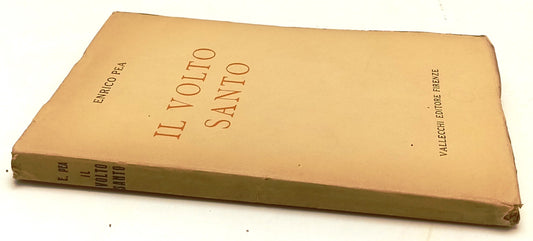 ENRICO PEA
IL VOLTO
SANTO
VALLECCHI EDITORE FIRENZE
E. PEA
IL
VOLTO
SANTO